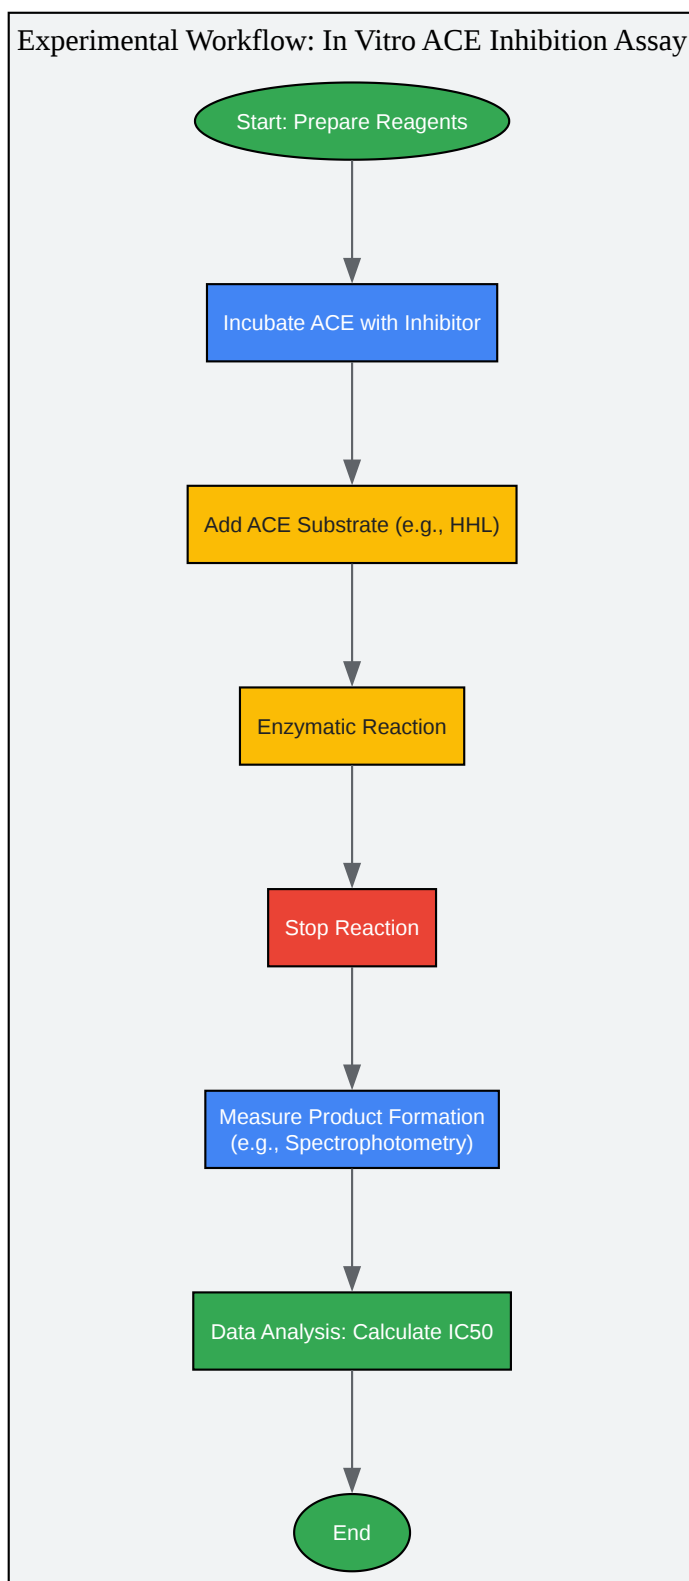 Experimental Workflow: In Vitro ACE Inhibition Assay
Start: Prepare Reagents
Incubate ACE with Inhibitor
Add ACE Substrate (e.g., HHL)
Enzymatic Reaction
Stop Reaction
Measure Product Formation
(e.g., Spectrophotometry)
Data Analysis: Calculate IC50
End